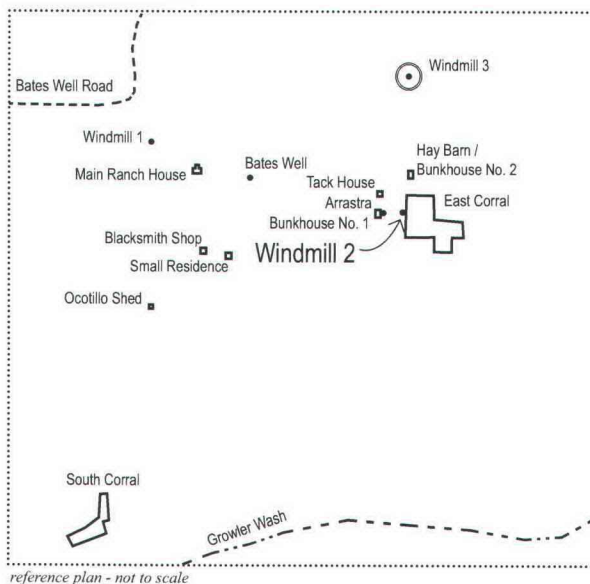 Windmill 3
Bates Well Road
Windmill 1
Hay Barn /
Bunkhouse No. 2
Main Ranch House
Bates Well
Tack House
Arrastra
East Corral
Bunkhouse No. 1
Blacksmith Shop
Windmill 2
Small Residence
Ocotillo Shed
South Corral
Growler Wash
reference plan - not to scale